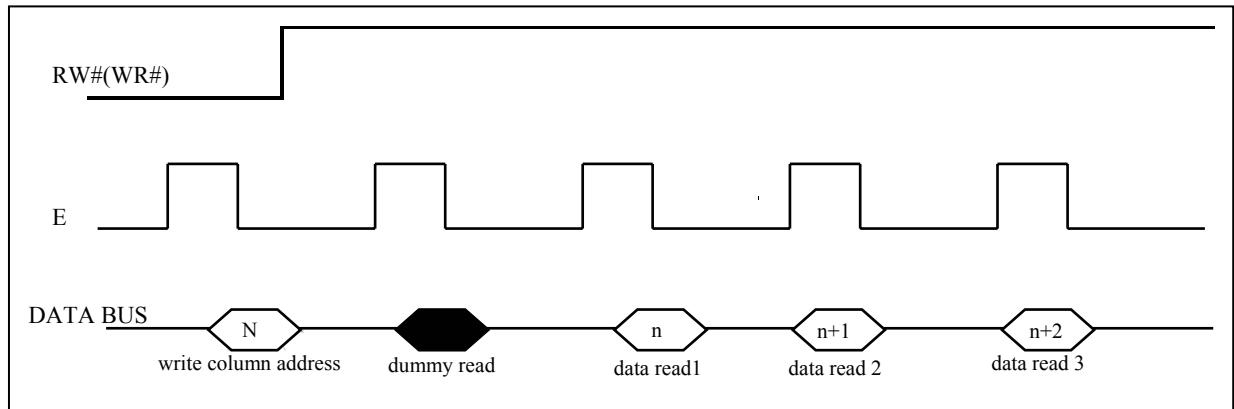 RW#(WR#)
E
DATA BUS
N n n+1 n+2
write column address dummy read data read1 data read 2 data read 3